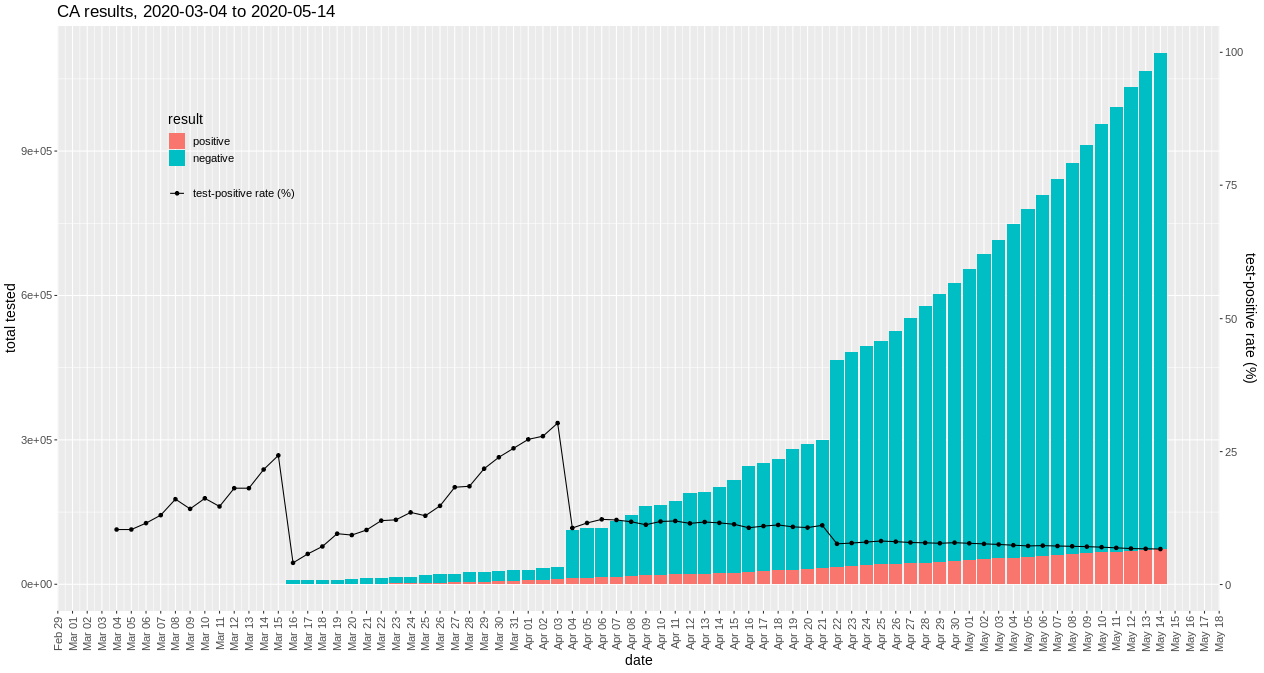 CA results, 2020-03-04 to 2020-05-14
result
positive
negative
test-positive rate (%)
total tested
9e+05
6e+05
3e+05
0e+00
100
75
50
25
0
test-positive rate (%)
Feb 29
Mar 01
Mar 02
Mar 03
Mar 04
Mar 05
Mar 06
Mar 07
Mar 08
Mar 09
Mar 10
Mar 11
Mar 12
Mar 13
Mar 14
Mar 15
Mar 16
Mar 17
Mar 18
Mar 19
Mar 20
Mar 21
Mar 22
Mar 23
Mar 24
Mar 25
Mar 26
Mar 27
Mar 28
Mar 29
Mar 30
Mar 31
Apr 01
Apr 02
Apr 03
Apr 04
Apr 05
Apr 06
Apr 07
Apr 08
Apr 09
Apr 10
Apr 11
Apr 12
Apr 13
Apr 14
Apr 15
Apr 16
Apr 17
Apr 18
Apr 19
Apr 20
Apr 21
Apr 22
Apr 23
Apr 24
Apr 25
Apr 26
Apr 27
Apr 28
Apr 29
Apr 30
May 01
May 02
May 03
May 04
May 05
May 06
May 07
May 08
May 09
May 10
May 11
May 12
May 13
May 14
May 15
May 16
May 17
May 18
date